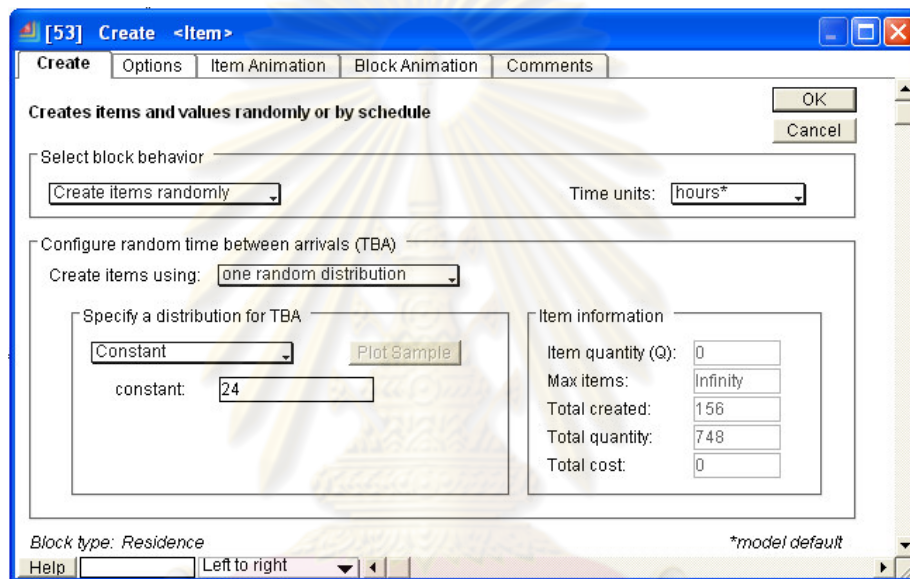 [53] Create <Item>
Create Options Item Animation Block Animation Comments
Creates items and values randomly or by schedule
OK
Cancel
Select block behavior
Create items randomly
Time units: hours*
Configure random time between arrivals (TBA)
Create items using: one random distribution
Specify a distribution for TBA
Constant
Plot Sample
constant: 24
Item information
Item quantity (Q): 0
Max items: Infinity
Total created: 156
Total quantity: 748
Total cost: 0
Block type: Residence
*model default
Help
Left to right